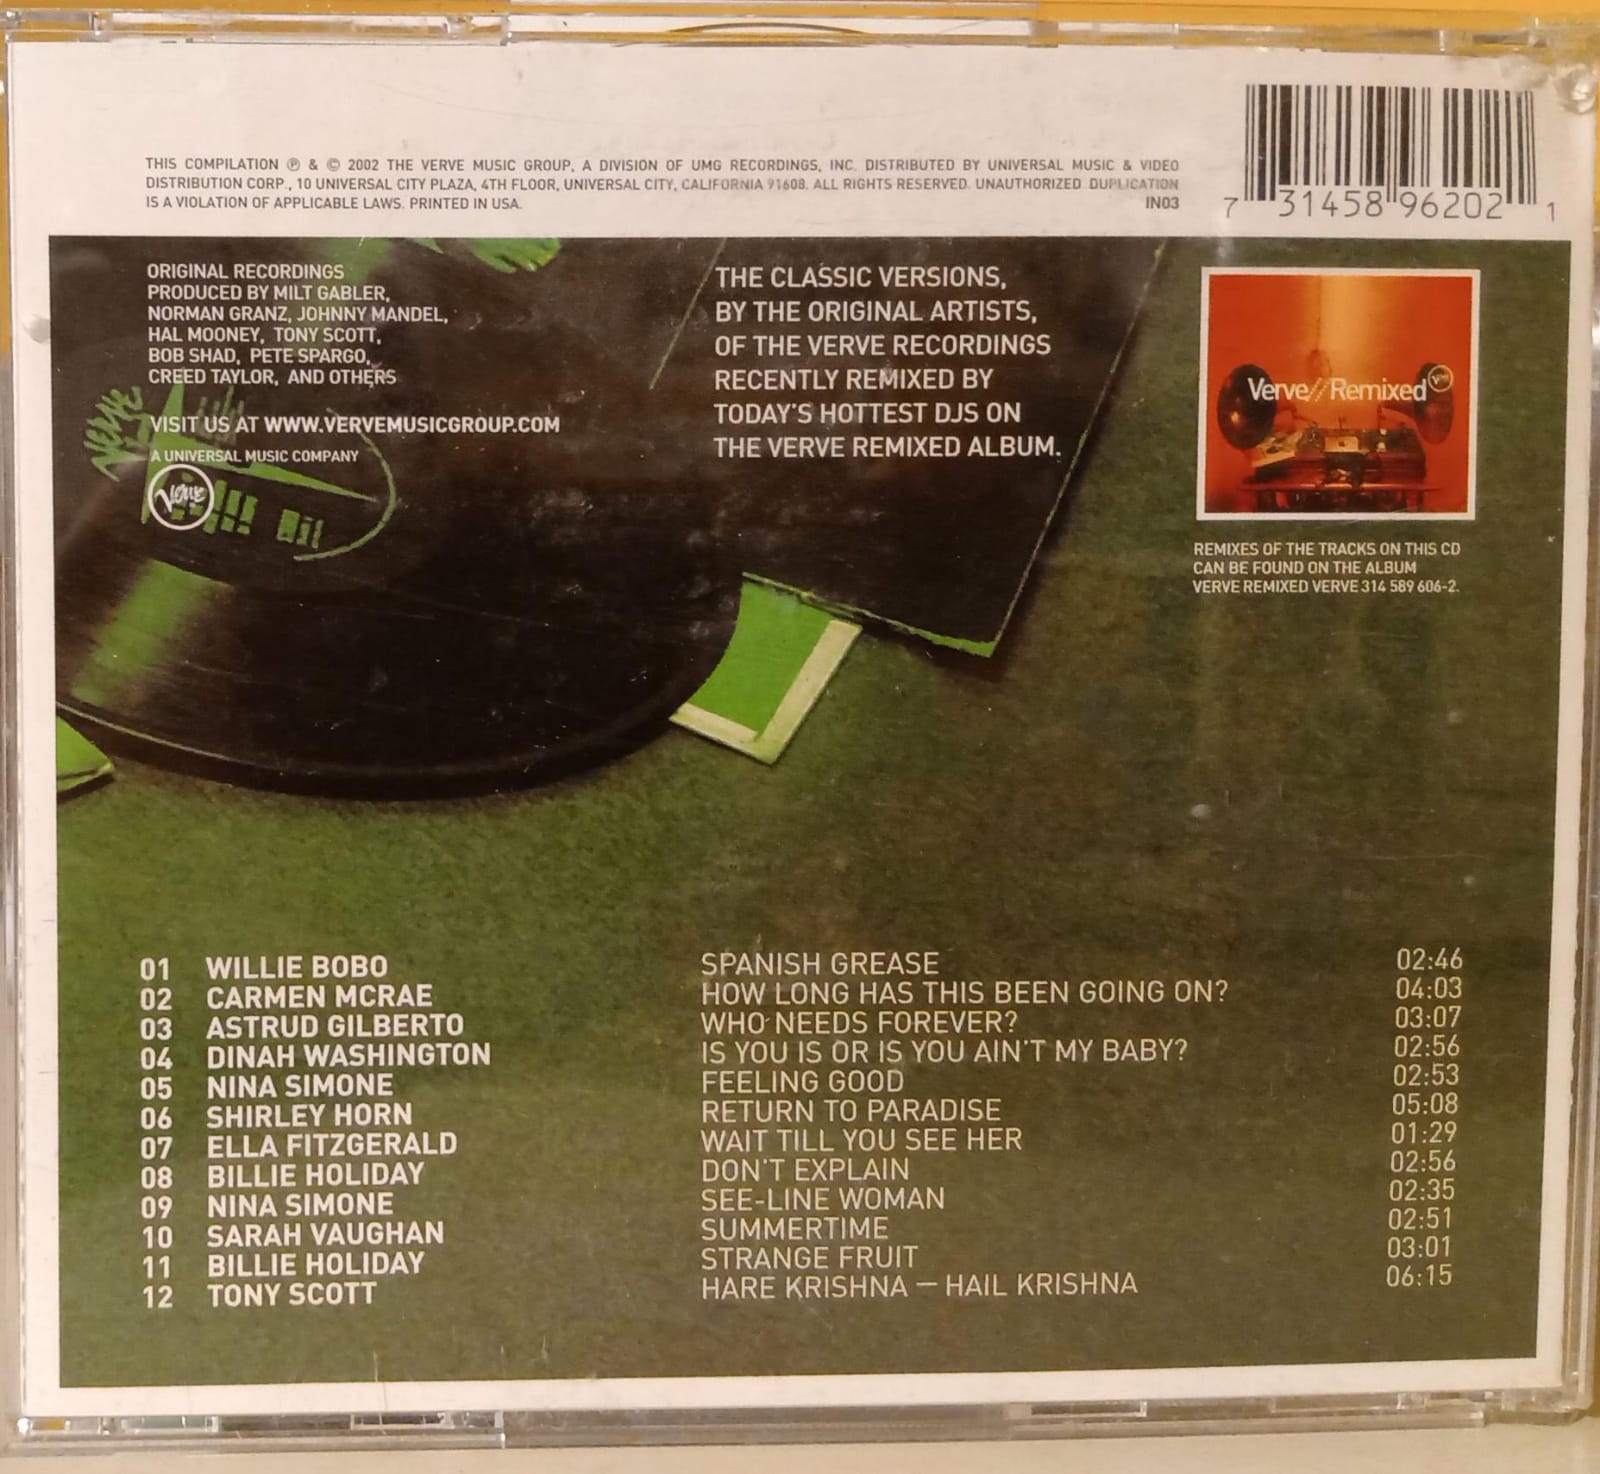 THIS COMPILATION ℗ & © 2002 THE VERVE MUSIC GROUP, A DIVISION OF UMG RECORDINGS, INC. DISTRIBUTED BY UNIVERSAL MUSIC & VIDEO
DISTRIBUTION CORP., 10 UNIVERSAL CITY PLAZA, 4TH FLOOR, UNIVERSAL CITY, CALIFORNIA 91608. ALL RIGHTS RESERVED. UNAUTHORIZED DUPLICATION
IS A VIOLATION OF APPLICABLE LAWS. PRINTED IN USA.
IN03
7 31458 96202 1
ORIGINAL RECORDINGS
PRODUCED BY MILT GABLER,
NORMAN GRANZ, JOHNNY MANDEL,
HAL MOONEY, TONY SCOTT,
BOB SHAD, PETE SPARGO,
CREED TAYLOR, AND OTHERS
VISIT US AT WWW.VERVEMUSICGROUP.COM
A UNIVERSAL MUSIC COMPANY
Verve
VERVE
THE CLASSIC VERSIONS,
BY THE ORIGINAL ARTISTS,
OF THE VERVE RECORDINGS
RECENTLY REMIXED BY
TODAY'S HOTTEST DJS ON
THE VERVE REMIXED ALBUM.
Verve//Remixed
Verve
REMIXES OF THE TRACKS ON THIS CD
CAN BE FOUND ON THE ALBUM
VERVE REMIXED VERVE 314 589 606-2.
01 WILLIE BOBO SPANISH GREASE 02:46
02 CARMEN MCRAE HOW LONG HAS THIS BEEN GOING ON? 04:03
03 ASTRUD GILBERTO WHO NEEDS FOREVER? 03:07
04 DINAH WASHINGTON IS YOU IS OR IS YOU AIN'T MY BABY? 02:56
05 NINA SIMONE FEELING GOOD 02:53
06 SHIRLEY HORN RETURN TO PARADISE 05:08
07 ELLA FITZGERALD WAIT TILL YOU SEE HER 01:29
08 BILLIE HOLIDAY DON'T EXPLAIN 02:56
09 NINA SIMONE SEE-LINE WOMAN 02:35
10 SARAH VAUGHAN SUMMERTIME 02:51
11 BILLIE HOLIDAY STRANGE FRUIT 03:01
12 TONY SCOTT HARE KRISHNA — HAIL KRISHNA 06:15